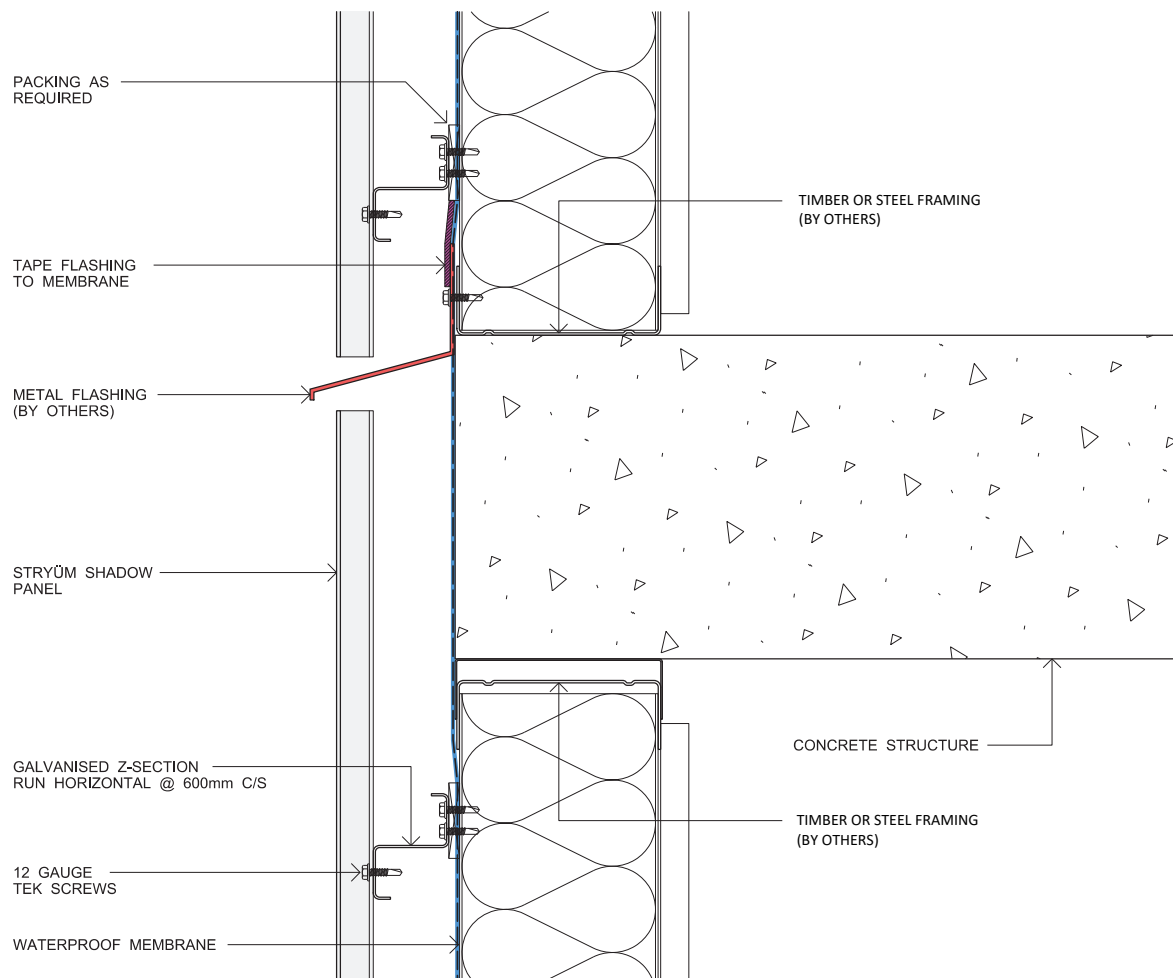 PACKING AS
REQUIRED
TIMBER OR STEEL FRAMING
(BY OTHERS)
TAPE FLASHING
TO MEMBRANE
METAL FLASHING
(BY OTHERS)
STRYÜM SHADOW
PANEL
CONCRETE STRUCTURE
GALVANISED Z-SECTION
RUN HORIZONTAL @ 600mm C/S
TIMBER OR STEEL FRAMING
(BY OTHERS)
12 GAUGE
TEK SCREWS
WATERPROOF MEMBRANE